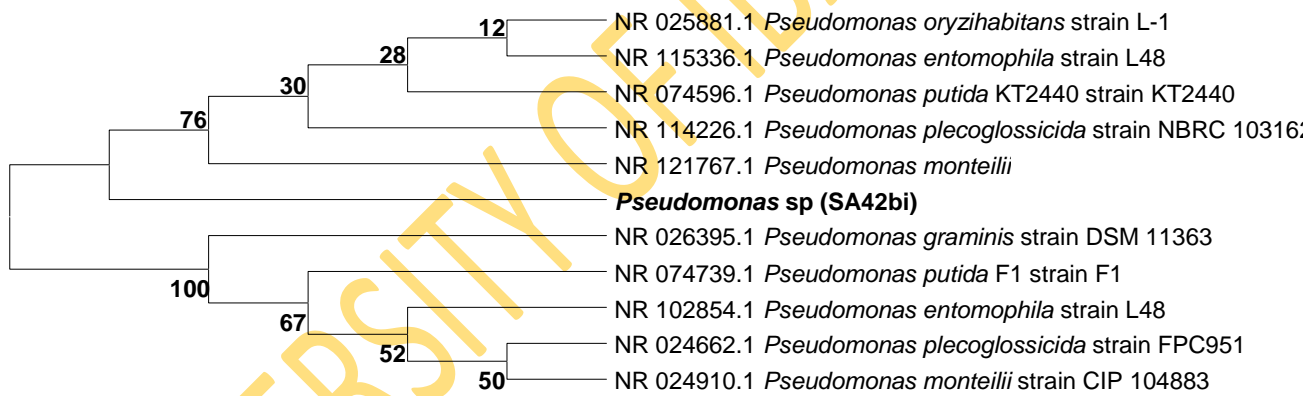 NR 025881.1 Pseudomonas oryzihabitans strain L-1
12
NR 115336.1 Pseudomonas entomophila strain L48
28
NR 074596.1 Pseudomonas putida KT2440 strain KT2440
30
NR 114226.1 Pseudomonas plecoglossicida strain NBRC 103162
76
NR 121767.1 Pseudomonas monteilii
Pseudomonas sp (SA42bi)
NR 026395.1 Pseudomonas graminis strain DSM 11363
100
NR 074739.1 Pseudomonas putida F1 strain F1
67
NR 102854.1 Pseudomonas entomophila strain L48
52
NR 024662.1 Pseudomonas plecoglossicida strain FPC951
50
NR 024910.1 Pseudomonas monteilii strain CIP 104883
ERSITY OF